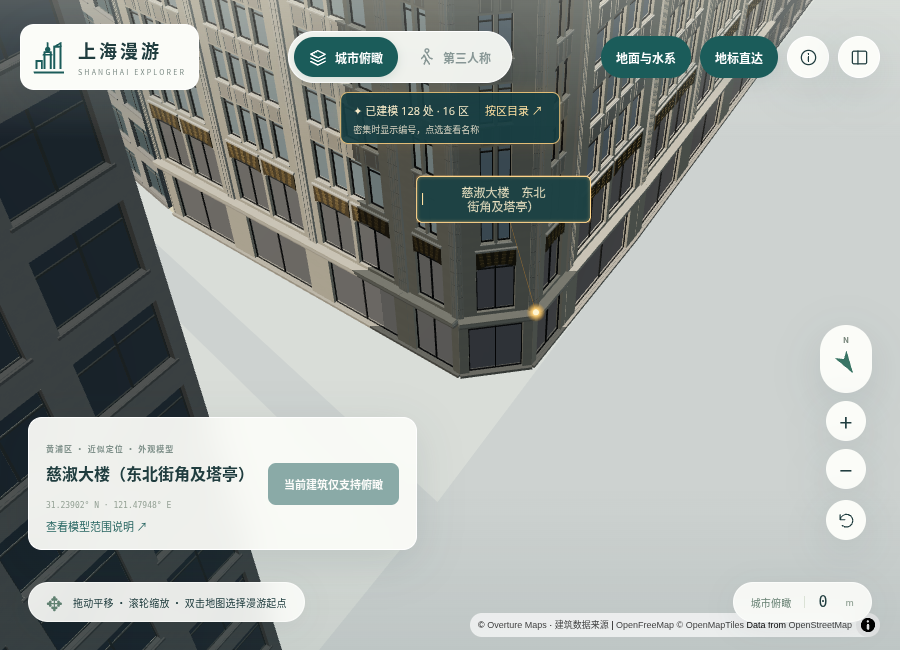 上海漫游
SHANGHAI EXPLORER
城市俯瞰
第三人称
地面与水系
地标直达
✦ 已建模 128 处 · 16 区 按区目录 ↗
密集时显示编号，点选查看名称
慈淑大楼 东北
街角及塔亭）
N
黄浦区 · 近似定位 · 外观模型
慈淑大楼（东北街角及塔亭）
31.23902° N · 121.47948° E
查看模型范围说明 ↗
当前建筑仅支持俯瞰
拖动平移 · 滚轮缩放 · 双击地图选择漫游起点
城市俯瞰 0 m
© Overture Maps · 建筑数据来源 | OpenFreeMap © OpenMapTiles Data from OpenStreetMap